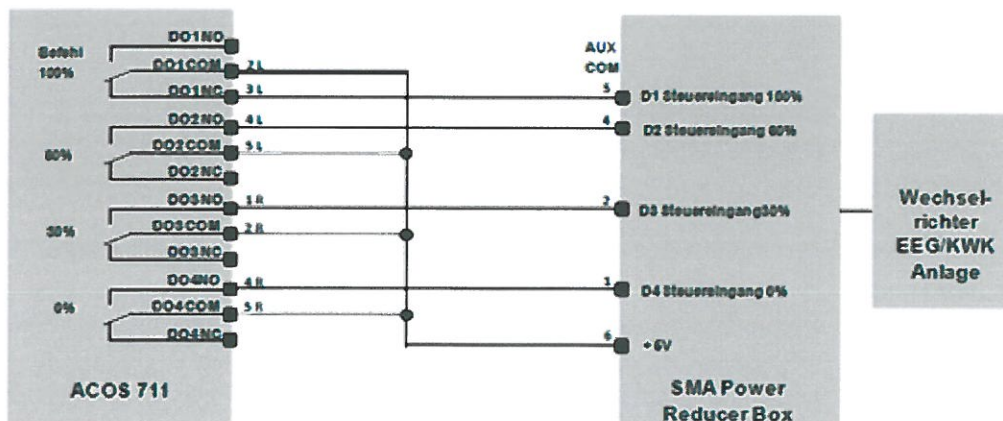 Befehl
100%
60%
30%
0%
DO1NO
DO1COM
DO1NC
DO2NO
DO2COM
DO2NC
DO3NO
DO3COM
DO3NC
DO4NO
DO4COM
DO4NC
ACOS 711
2 L
3 L
4 L
5 L
1 R
2 R
4 R
5 R
AUX
COM
5
4
2
1
6
D1 Steuereingang 100%
D2 Steuereingang 60%
D3 Steuereingang30%
D4 Steuereingang 0%
SMA Power
Reducer Box
Wechsel-
richter
EEG/KWK
Anlage